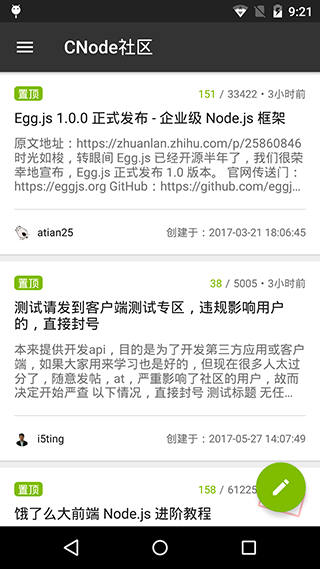 9:21
CNode社区
置顶 151 / 33422 • 3小时前
Egg.js 1.0.0 正式发布 - 企业级 Node.js 框架
原文地址：https://zhuanlan.zhihu.com/p/25860846
时光如梭，转眼间 Egg.js 已经开源半年了，我们很荣
幸地宣布，Egg.js 正式发布 1.0 版本。 官网传送门：
https://eggjs.org GitHub：https://github.com/eggj…
atian25 创建于：2017-03-21 18:06:45
置顶 38 / 5005 • 3小时前
测试请发到客户端测试专区，违规影响用户
的，直接封号
本来提供开发api，目的是为了开发第三方应用或客户
端，如果大家用来学习也是好的，但现在很多人太过
分了，随意发帖，at，严重影响了社区的用户，故而
决定开始严查 以下情况，直接封号 测试标题 无任…
i5ting 创建于：2017-05-27 14:07:49
置顶 158 / 61225
饿了么大前端 Node.js 进阶教程